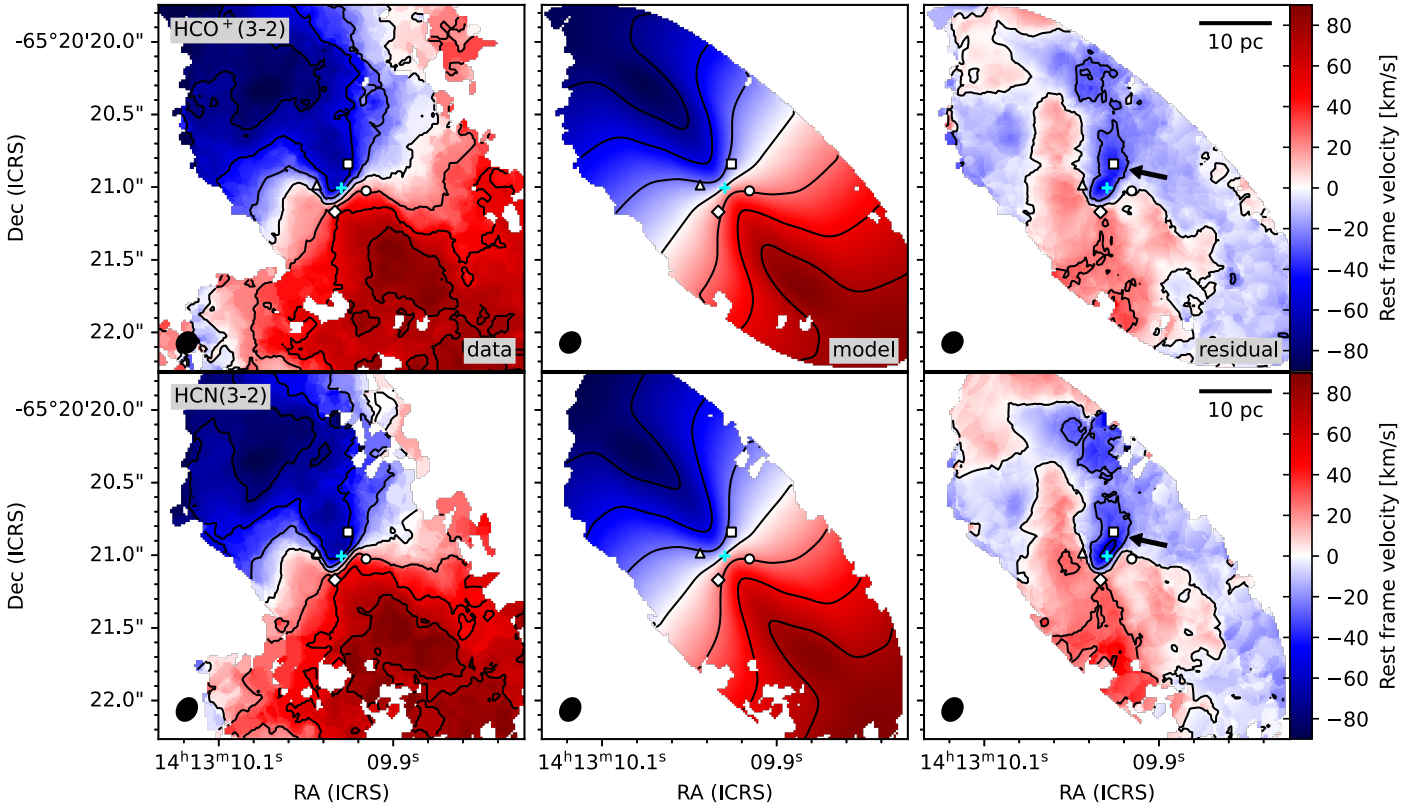 HCO⁺(3-2)
data
model
residual
10 pc
Dec (ICRS)
-65°20'20.0"
20.5"
21.0"
21.5"
22.0"
80
60
40
20
0
−20
−40
−60
−80
Rest frame velocity [km/s]
HCN(3-2)
10 pc
Dec (ICRS)
-65°20'20.0"
20.5"
21.0"
21.5"
22.0"
80
60
40
20
0
−20
−40
−60
−80
Rest frame velocity [km/s]
14ʰ13ᵐ10.1ˢ
09.9ˢ
RA (ICRS)
14ʰ13ᵐ10.1ˢ
09.9ˢ
RA (ICRS)
14ʰ13ᵐ10.1ˢ
09.9ˢ
RA (ICRS)